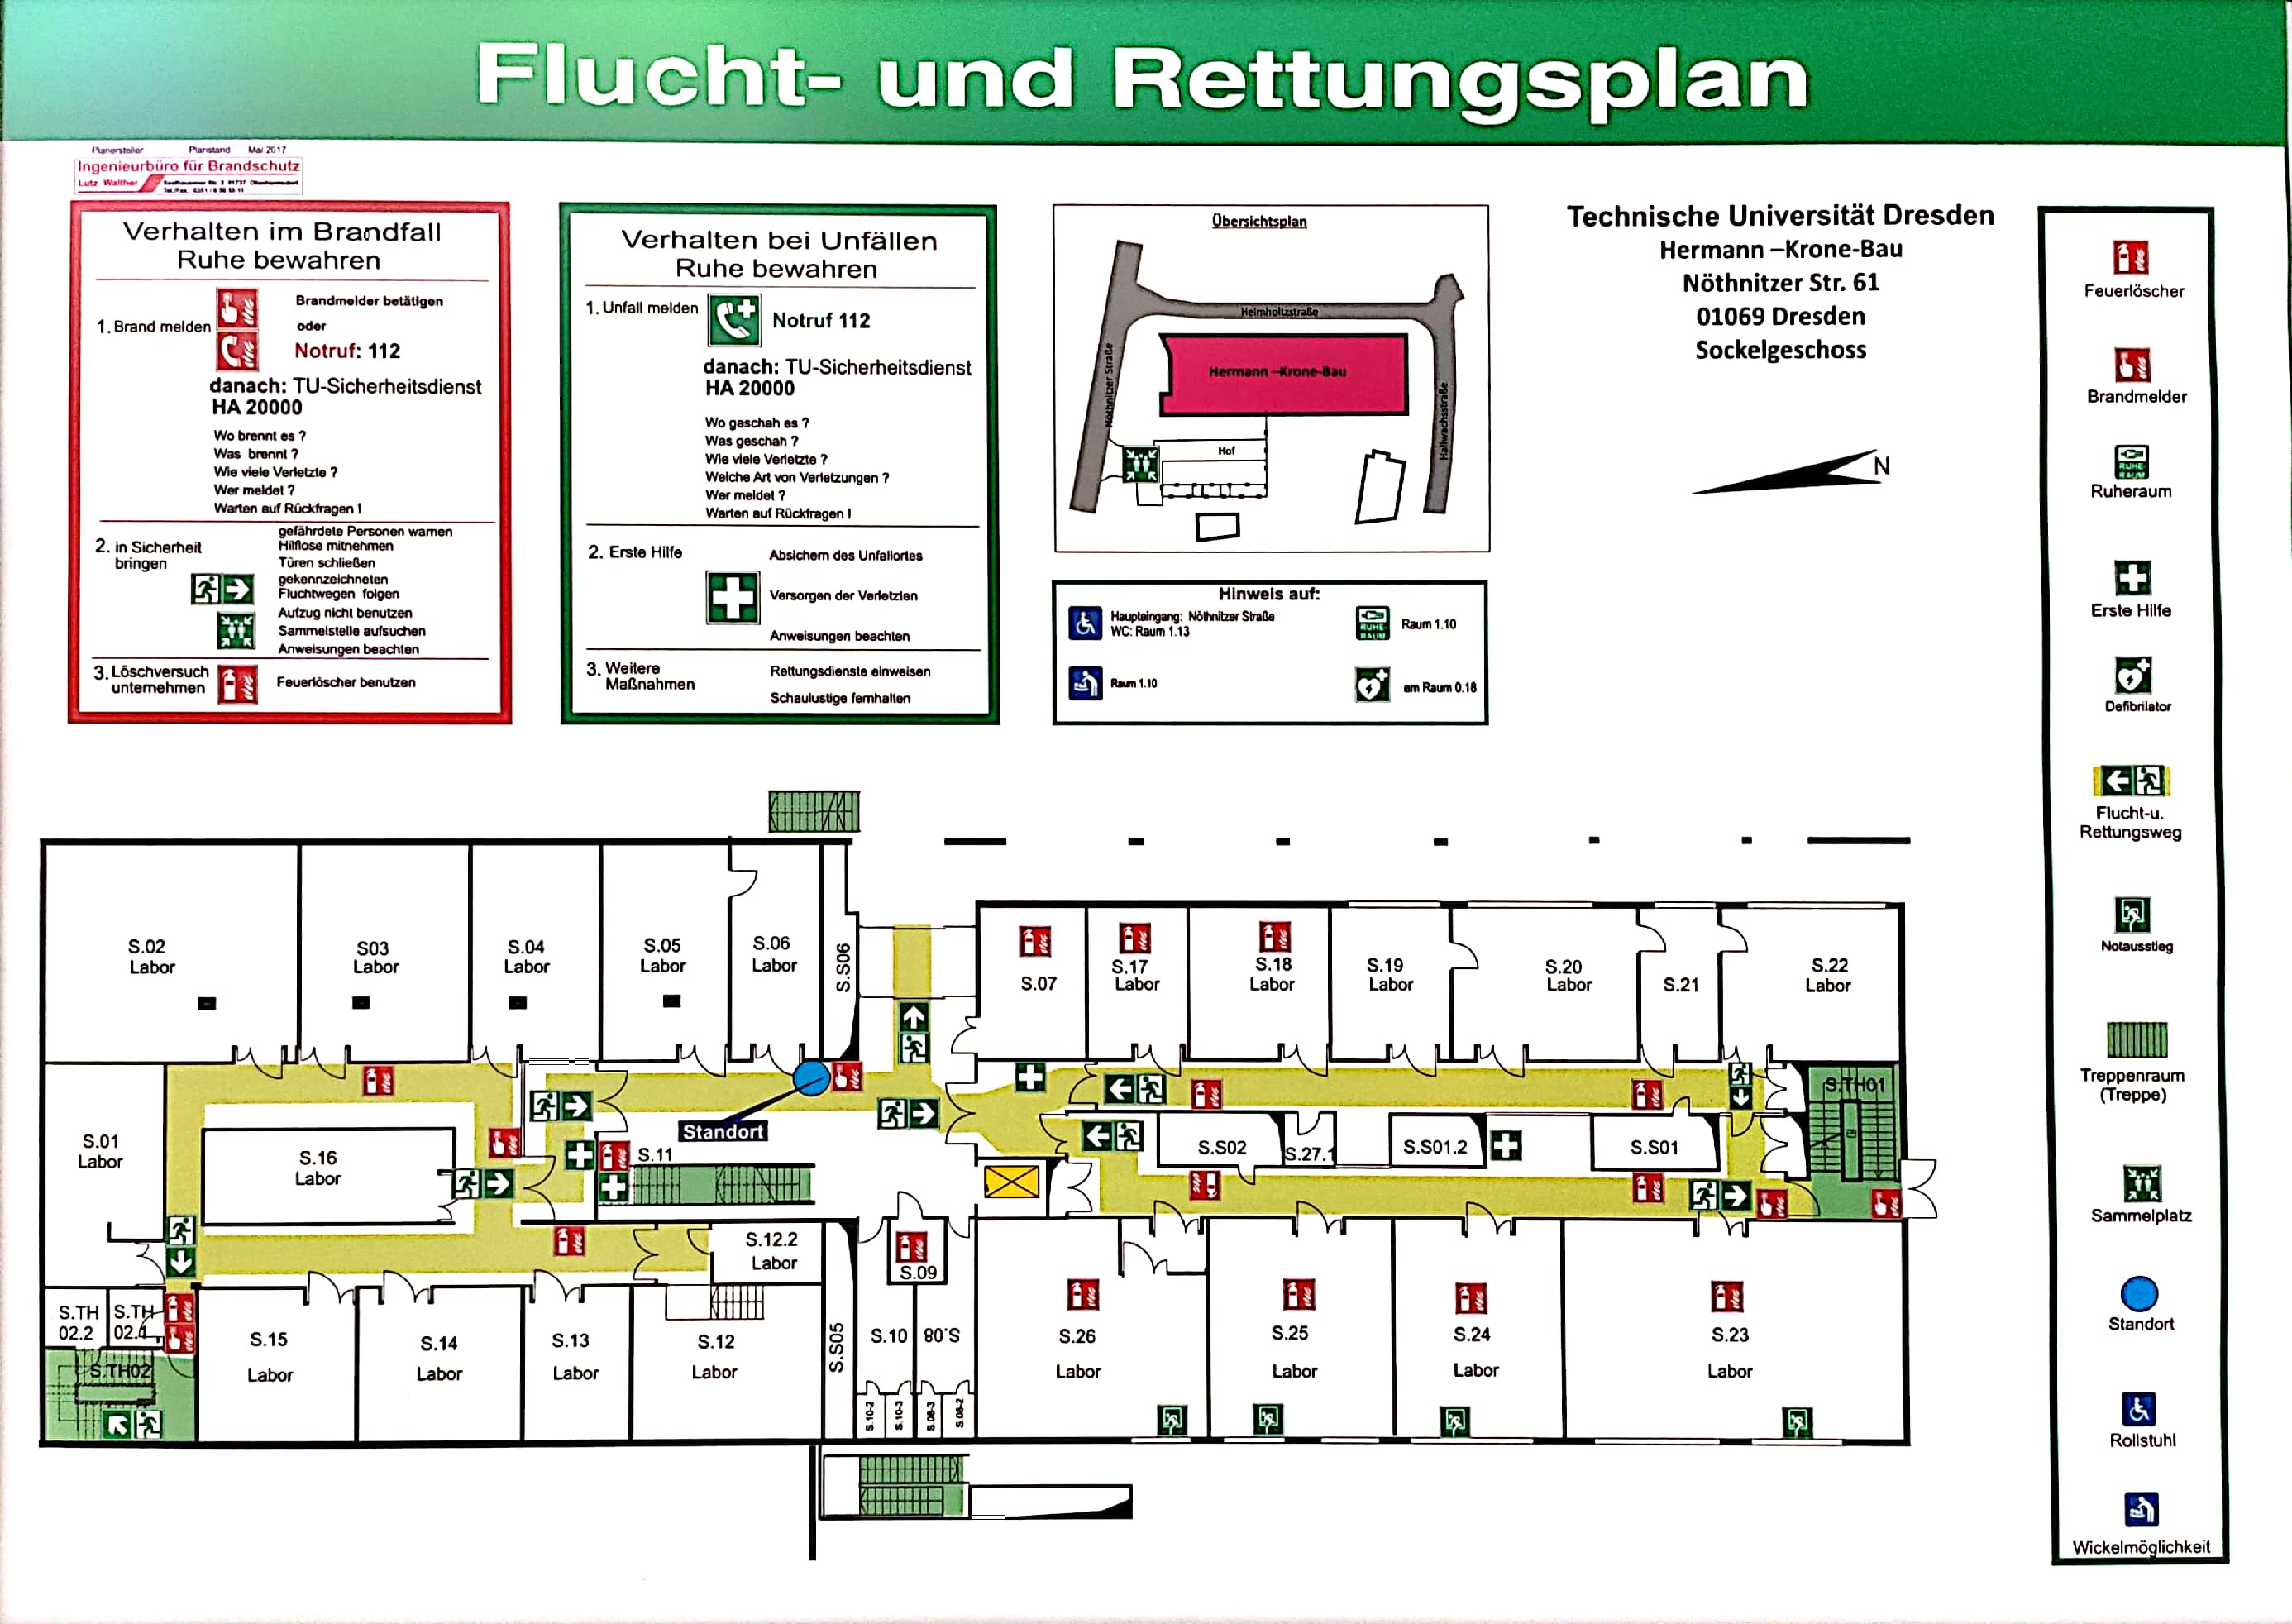 Flucht- und Rettungsplan
Planersteller Planstand Mai 2017
Ingenieurbüro für Brandschutz
Lutz Walther
Verhalten im Brandfall
Ruhe bewahren
1. Brand melden
Brandmelder betätigen
oder
Notruf: 112
danach: TU-Sicherheitsdienst
HA 20000
Wo brennt es ?
Was brennt ?
Wie viele Verletzte ?
Wer meldet ?
Warten auf Rückfragen !
2. in Sicherheit
bringen
gefährdete Personen warnen
Hilflose mitnehmen
Türen schließen
gekennzeichneten
Fluchtwegen folgen
Aufzug nicht benutzen
Sammelstelle aufsuchen
Anweisungen beachten
3. Löschversuch
unternehmen
Feuerlöscher benutzen
Verhalten bei Unfällen
Ruhe bewahren
1. Unfall melden
Notruf 112
danach: TU-Sicherheitsdienst
HA 20000
Wo geschah es ?
Was geschah ?
Wie viele Verletzte ?
Welche Art von Verletzungen ?
Wer meldet ?
Warten auf Rückfragen !
2. Erste Hilfe
Absichern des Unfallortes
Versorgen der Verletzten
Anweisungen beachten
3. Weitere
Maßnahmen
Rettungsdienste einweisen
Schaulustige fernhalten
Übersichtsplan
Helmholtzstraße
Nöthnitzer Straße
Hermann –Krone-Bau
Hallwachsstraße
Hof
Hinweis auf:
Haupteingang: Nöthnitzer Straße
WC: Raum 1.13
RUHE-
RAUM
Raum 1.10
Raum 1.10
am Raum 0.18
Technische Universität Dresden
Hermann –Krone-Bau
Nöthnitzer Str. 61
01069 Dresden
Sockelgeschoss
N
Feuerlöscher
Brandmelder
RUHE-
RAUM
Ruheraum
Erste Hilfe
Defibrilator
Flucht-u.
Rettungsweg
Notausstieg
Treppenraum
(Treppe)
Sammelplatz
Standort
Rollstuhl
Wickelmöglichkeit
S.02
Labor
S03
Labor
S.04
Labor
S.05
Labor
S.06
Labor
S.S06
S.07
S.17
Labor
S.18
Labor
S.19
Labor
S.20
Labor
S.21
S.22
Labor
S.01
Labor
S.16
Labor
Standort
S.11
S.S02
S.27.1
S.S01.2
S.S01
S.TH01
S.12.2
Labor
S.09
S.TH
02.2
S.TH
02.1
S.TH02
S.15
Labor
S.14
Labor
S.13
Labor
S.12
Labor
S.S05
S.10
S.08
S.10-2
S.10-3
S.08-3
S.08-2
S.26
Labor
S.25
Labor
S.24
Labor
S.23
Labor